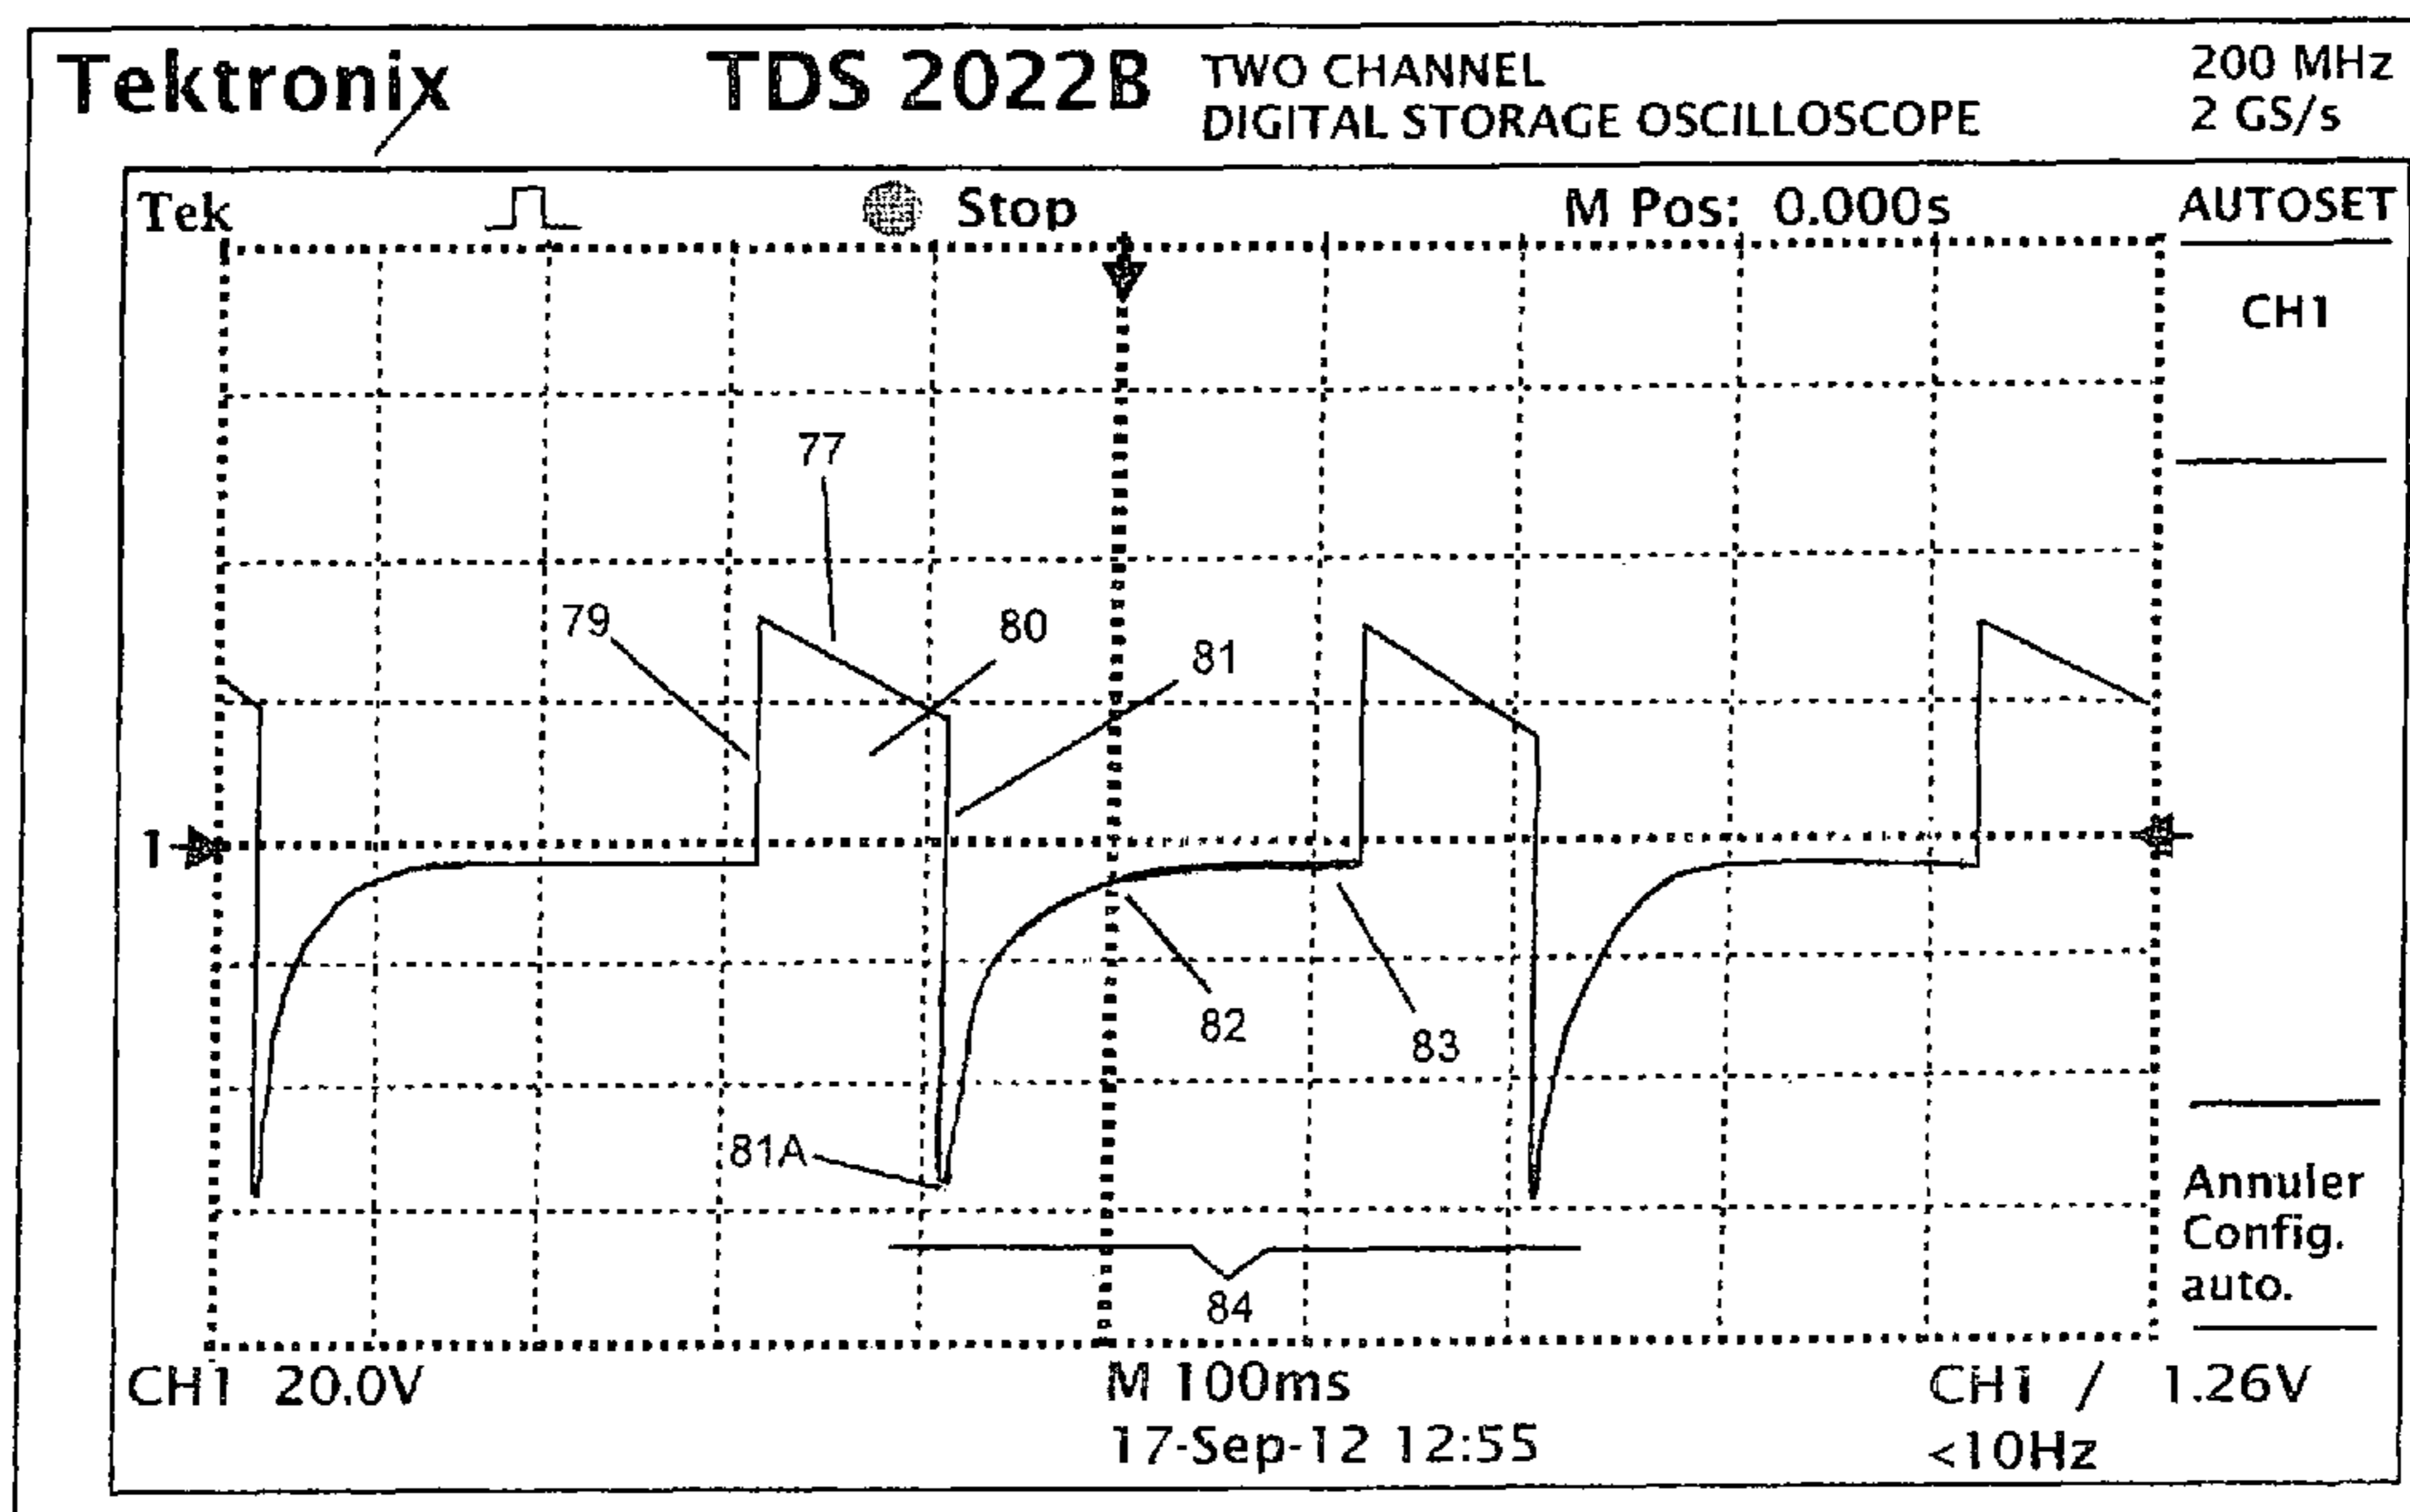 Tektronix TDS 2022B TWO CHANNEL 200 MHz
DIGITAL STORAGE OSCILLOSCOPE 2 GS/s
Tek Stop M Pos: 0.000s AUTOSET
CH1
77
79 80 81
1
82 83
81A
Annuler
Config.
auto.
84
CH1 20.0V M 100ms CH1 / 1.26V
17-Sep-12 12:55 <10Hz